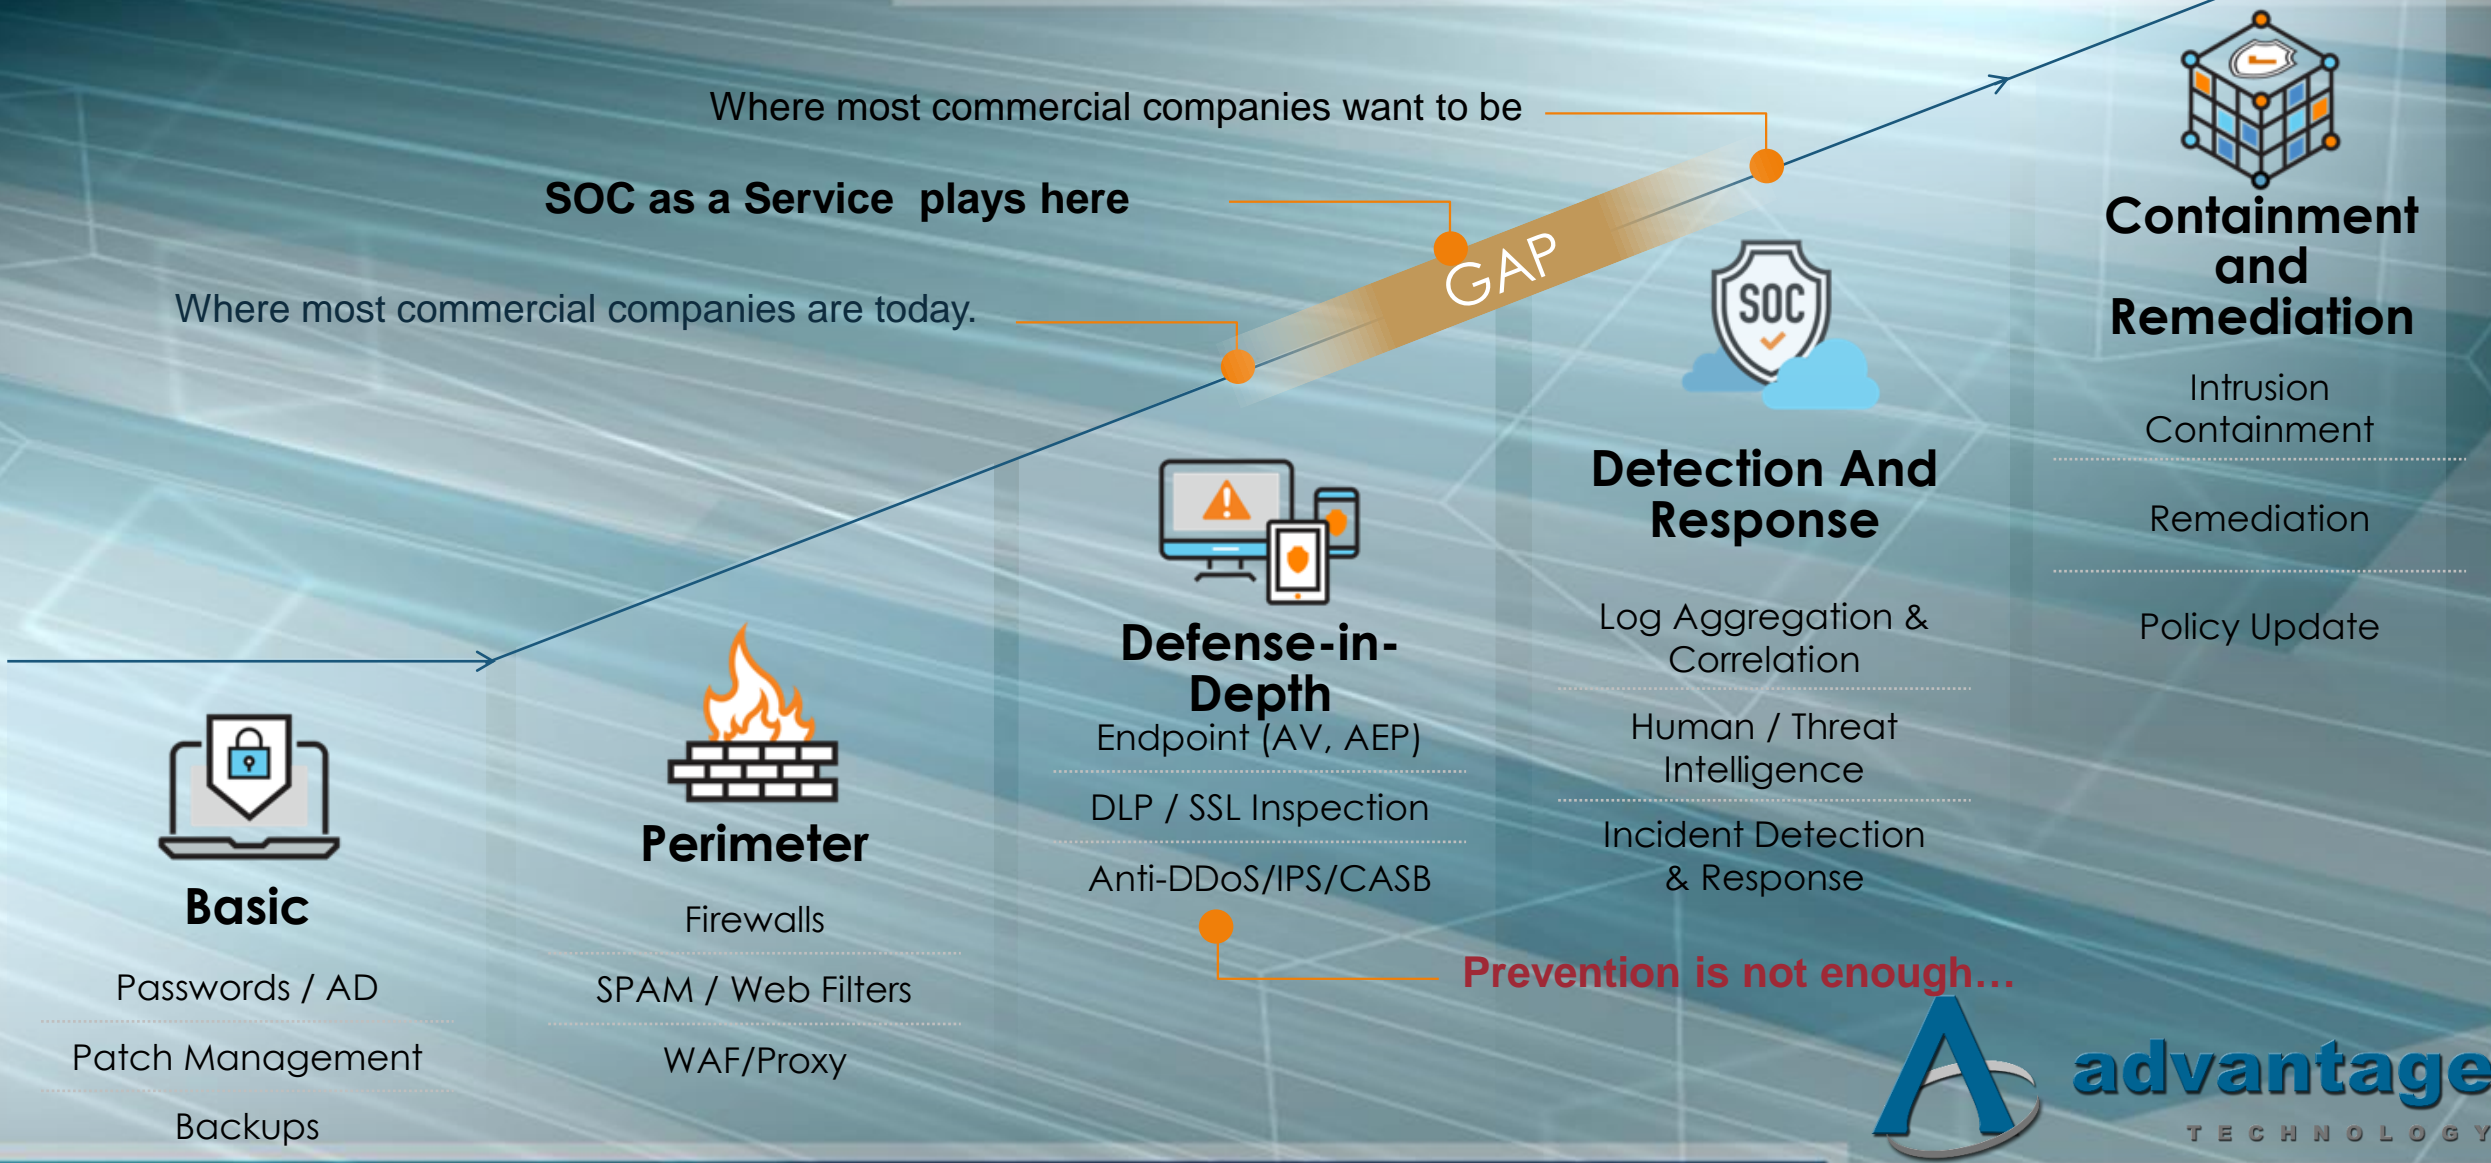 Where most commercial companies want to be
SOC as a Service plays here
Where most commercial companies are today.
GAP
Basic
Passwords / AD
Patch Management
Backups
Perimeter
Firewalls
SPAM / Web Filters
WAF/Proxy
Defense-in-
Depth
Endpoint (AV, AEP)
DLP / SSL Inspection
Anti-DDoS/IPS/CASB
SOC
Detection And
Response
Log Aggregation &
Correlation
Human / Threat
Intelligence
Incident Detection
& Response
Containment
and
Remediation
Intrusion
Containment
Remediation
Policy Update
Prevention is not enough…
advantage
TECHNOLOGY